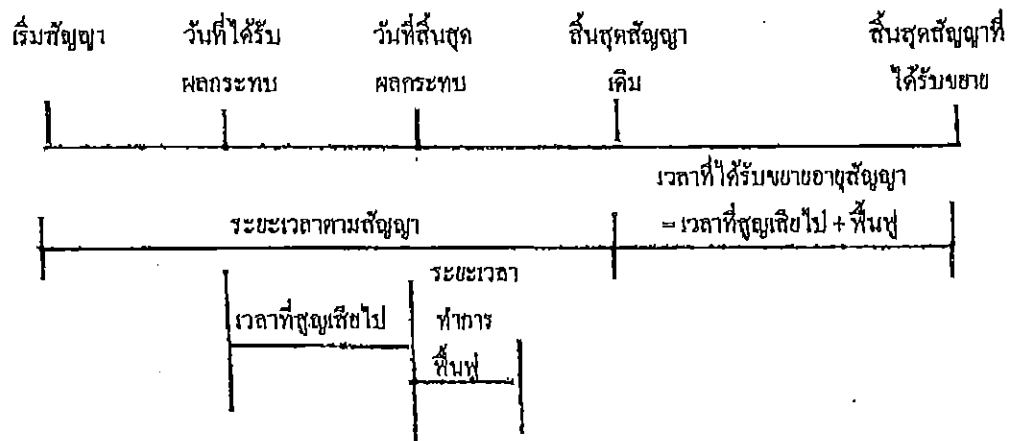 เริ่มสัญญา วันที่ได้รับ วันที่สิ้นสุด สิ้นสุดสัญญา สิ้นสุดสัญญาที่
ผลกระทบ ผลกระทบ เดิม ได้รับขยาย
เวลาที่ได้รับขยายอายุสัญญา
ระยะเวลาตามสัญญา = เวลาที่สูญเสียไป + ฟื้นฟู
ระยะเวลา
เวลาที่สูญเสียไป ทำการ
ฟื้นฟู